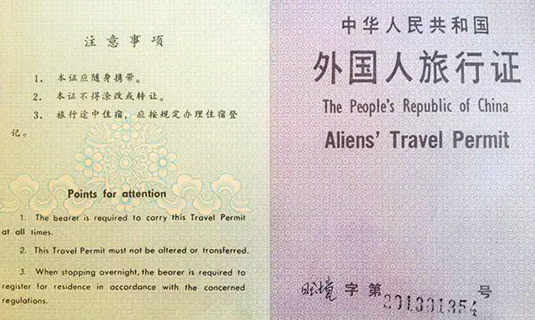 注意事项
1. 本证应随身携带。
2. 本证不得涂改或转让。
3. 旅行途中住宿，应按规定办理住宿登
记。
Points for attention
1. The bearer is required to carry this Travel Permit
at all times.
2. This Travel Permit must not be altered or transferred.
3. When stopping overnight, the bearer is required to
register for residence in accordance with the concerned
regulations.
中华人民共和国
外国人旅行证
The People's Republic of China
Aliens' Travel Permit
境 字 第 201301354 号